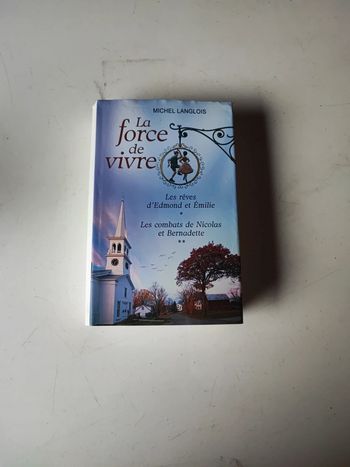 MICHEL LANGLOIS
La
force
de
vivre
Les rêves
d'Edmond et Émilie
*
Les combats de Nicolas
et Bernadette
**